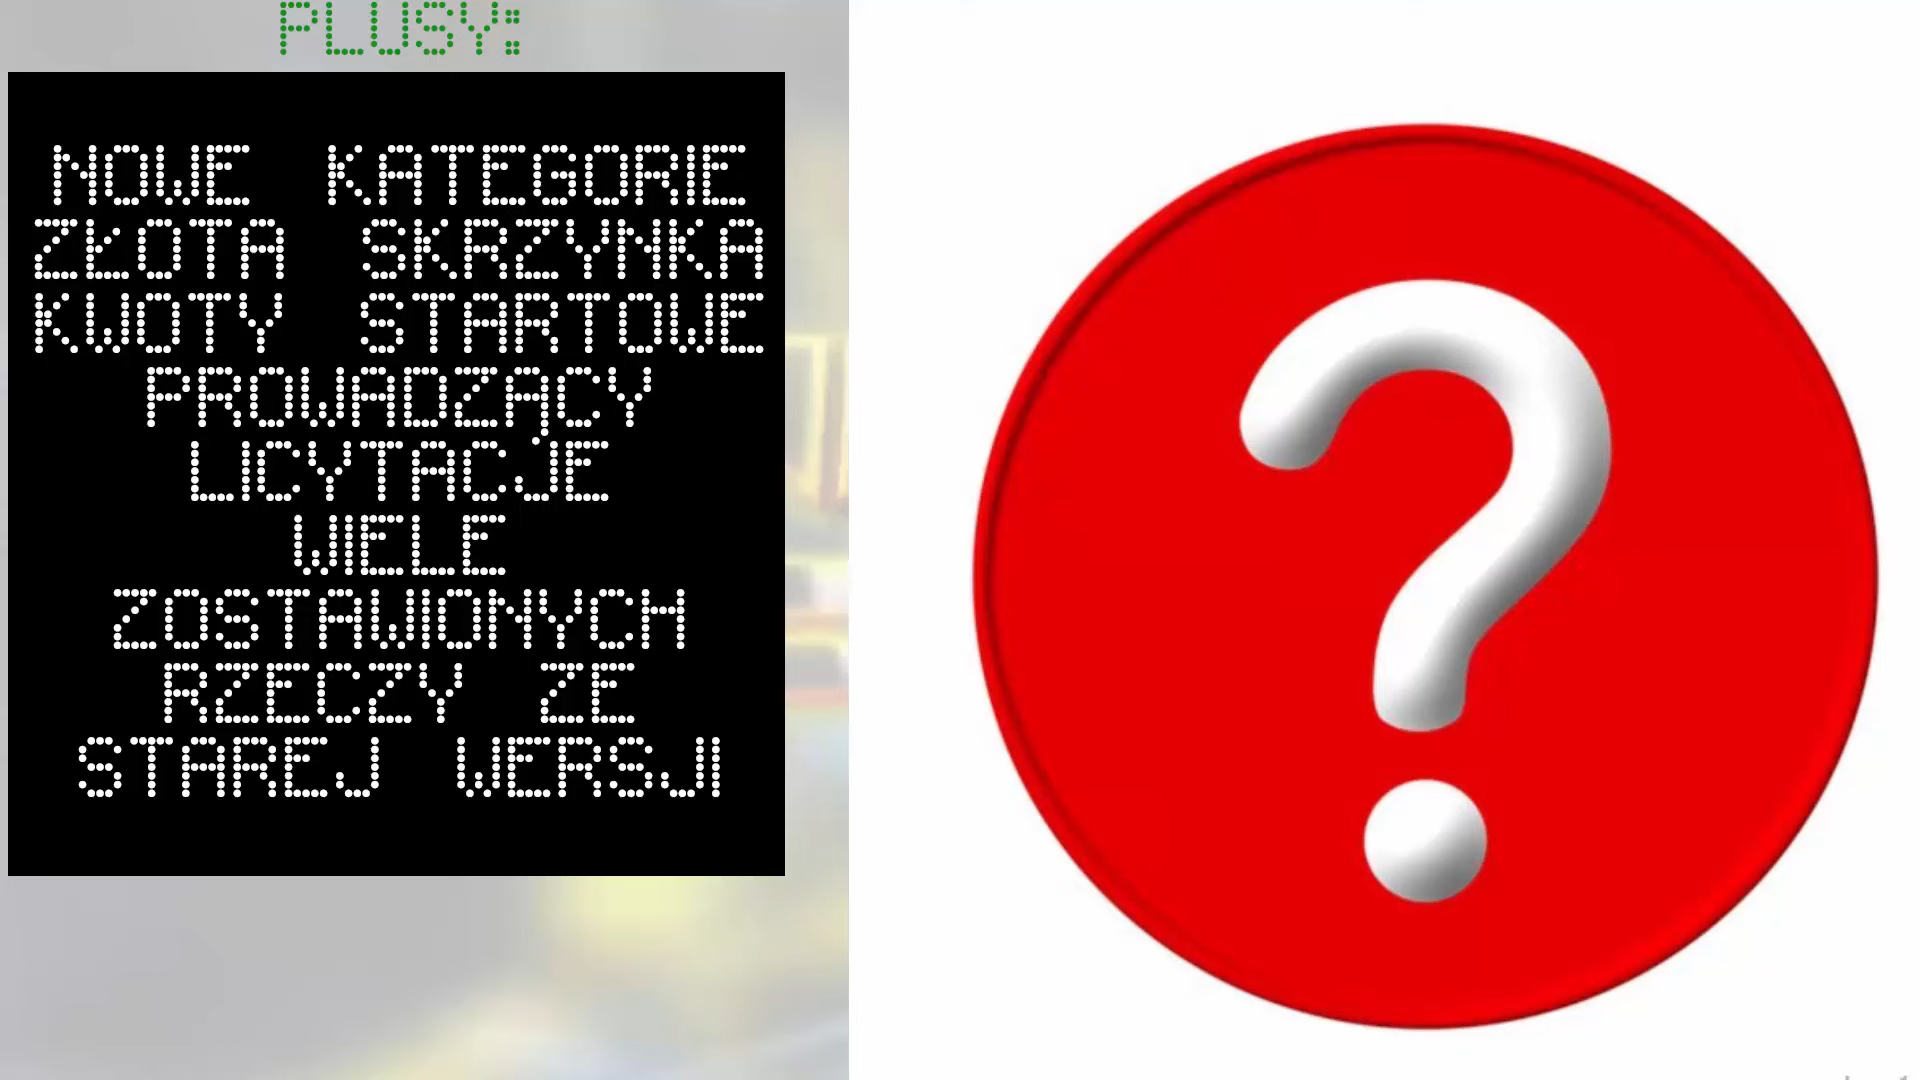 PLUSY:
NOWE KATEGORIE
ZŁOTA SKRZYNKA
KWOTY STARTOWE
PROWADZĄCY
LICYTACJE
WIELE
ZOSTAWIONYCH
RZECZY ZE
STAREJ WERSJI
?